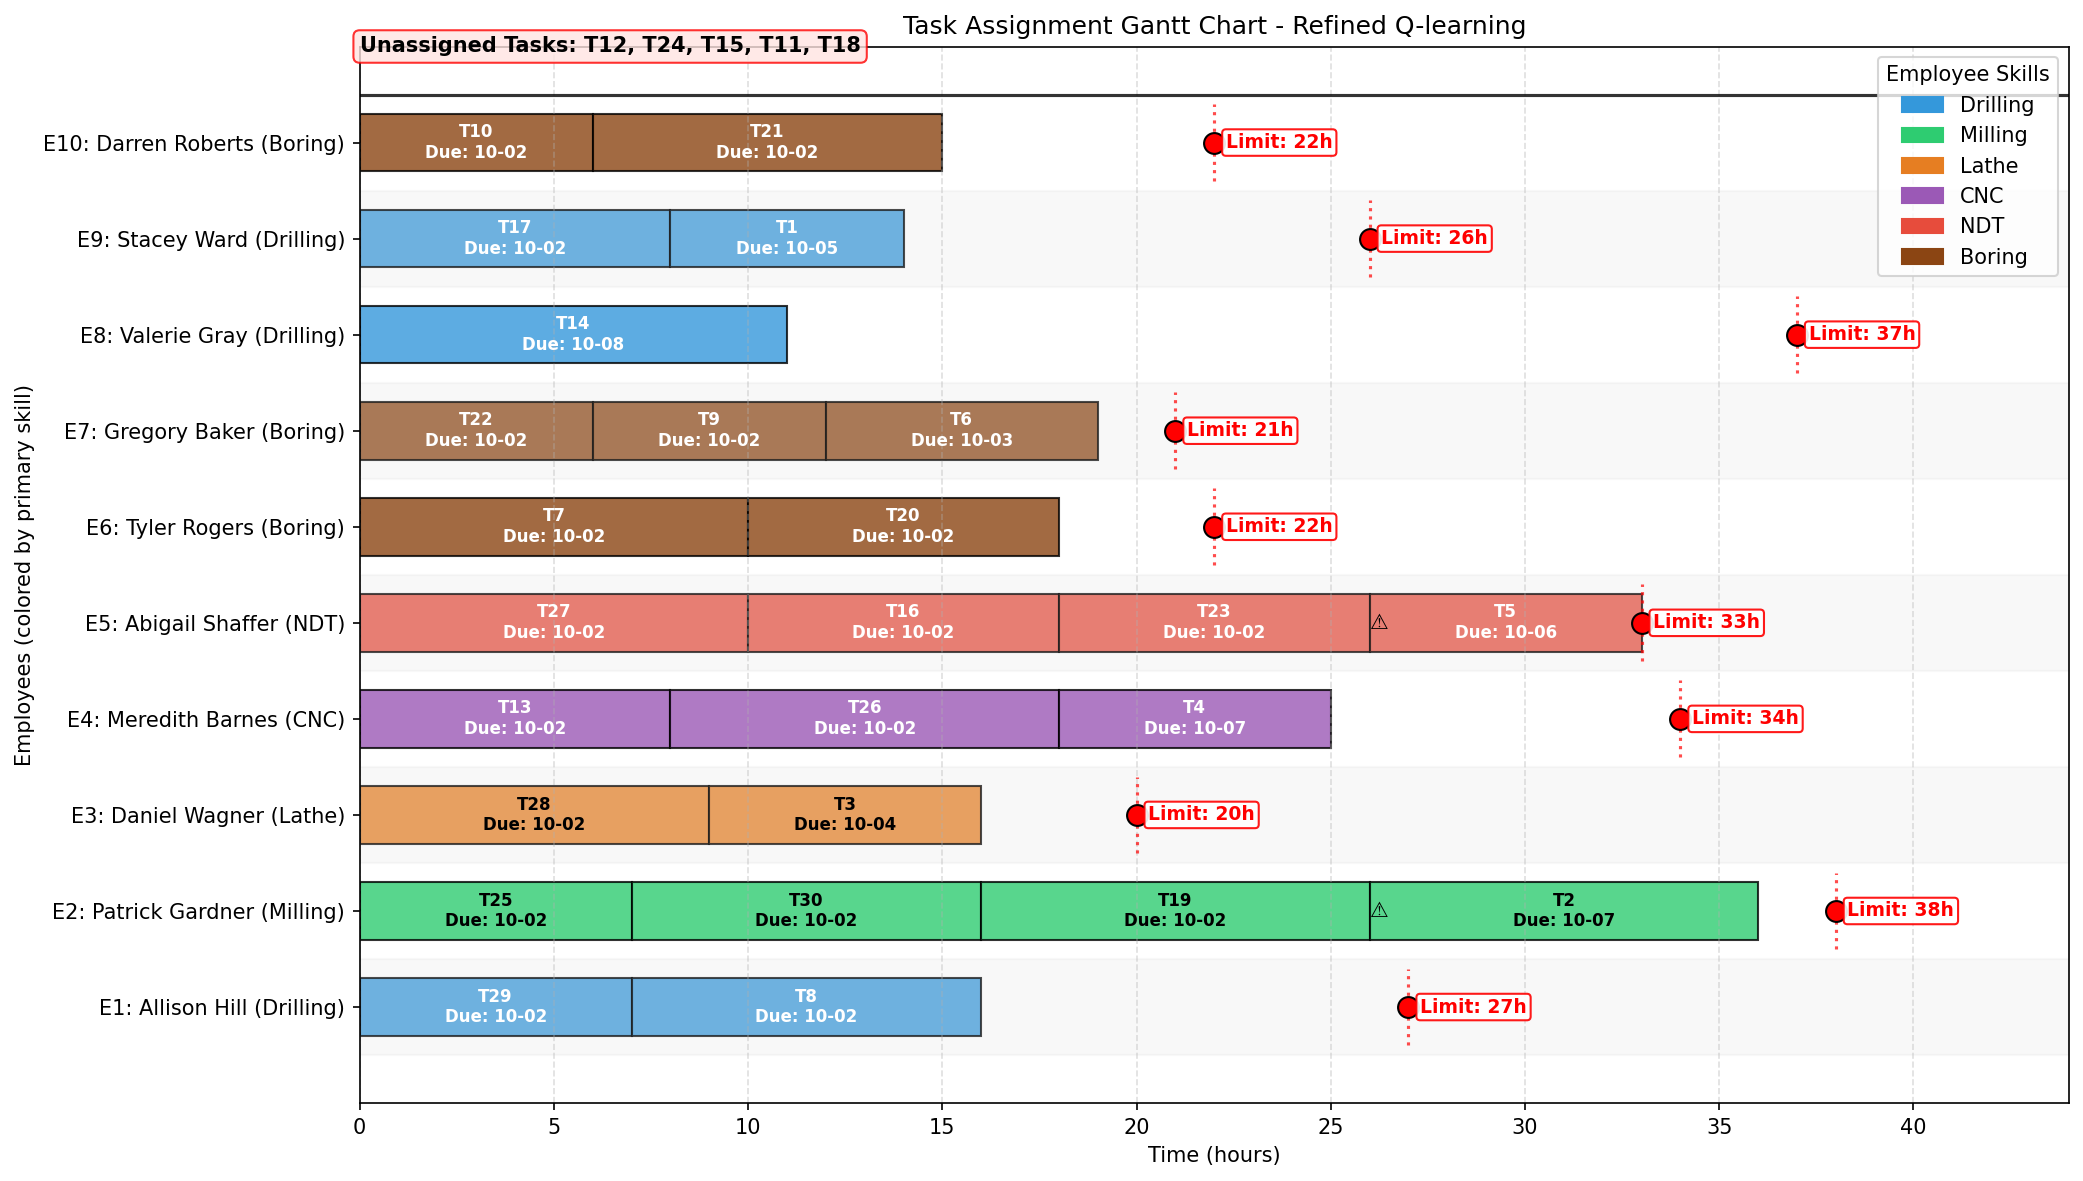 Task Assignment Gantt Chart - Refined Q-learning
Unassigned Tasks: T12, T24, T15, T11, T18
Employee Skills
Drilling
Milling
Lathe
CNC
NDT
Boring
Employees (colored by primary skill)
E10: Darren Roberts (Boring)
T10
Due: 10-02
T21
Due: 10-02
Limit: 22h
E9: Stacey Ward (Drilling)
T17
Due: 10-02
T1
Due: 10-05
Limit: 26h
E8: Valerie Gray (Drilling)
T14
Due: 10-08
Limit: 37h
E7: Gregory Baker (Boring)
T22
Due: 10-02
T9
Due: 10-02
T6
Due: 10-03
Limit: 21h
E6: Tyler Rogers (Boring)
T7
Due: 10-02
T20
Due: 10-02
Limit: 22h
E5: Abigail Shaffer (NDT)
T27
Due: 10-02
T16
Due: 10-02
T23
Due: 10-02
⚠
T5
Due: 10-06
Limit: 33h
E4: Meredith Barnes (CNC)
T13
Due: 10-02
T26
Due: 10-02
T4
Due: 10-07
Limit: 34h
E3: Daniel Wagner (Lathe)
T28
Due: 10-02
T3
Due: 10-04
Limit: 20h
E2: Patrick Gardner (Milling)
T25
Due: 10-02
T30
Due: 10-02
T19
Due: 10-02
⚠
T2
Due: 10-07
Limit: 38h
E1: Allison Hill (Drilling)
T29
Due: 10-02
T8
Due: 10-02
Limit: 27h
0 5 10 15 20 25 30 35 40
Time (hours)